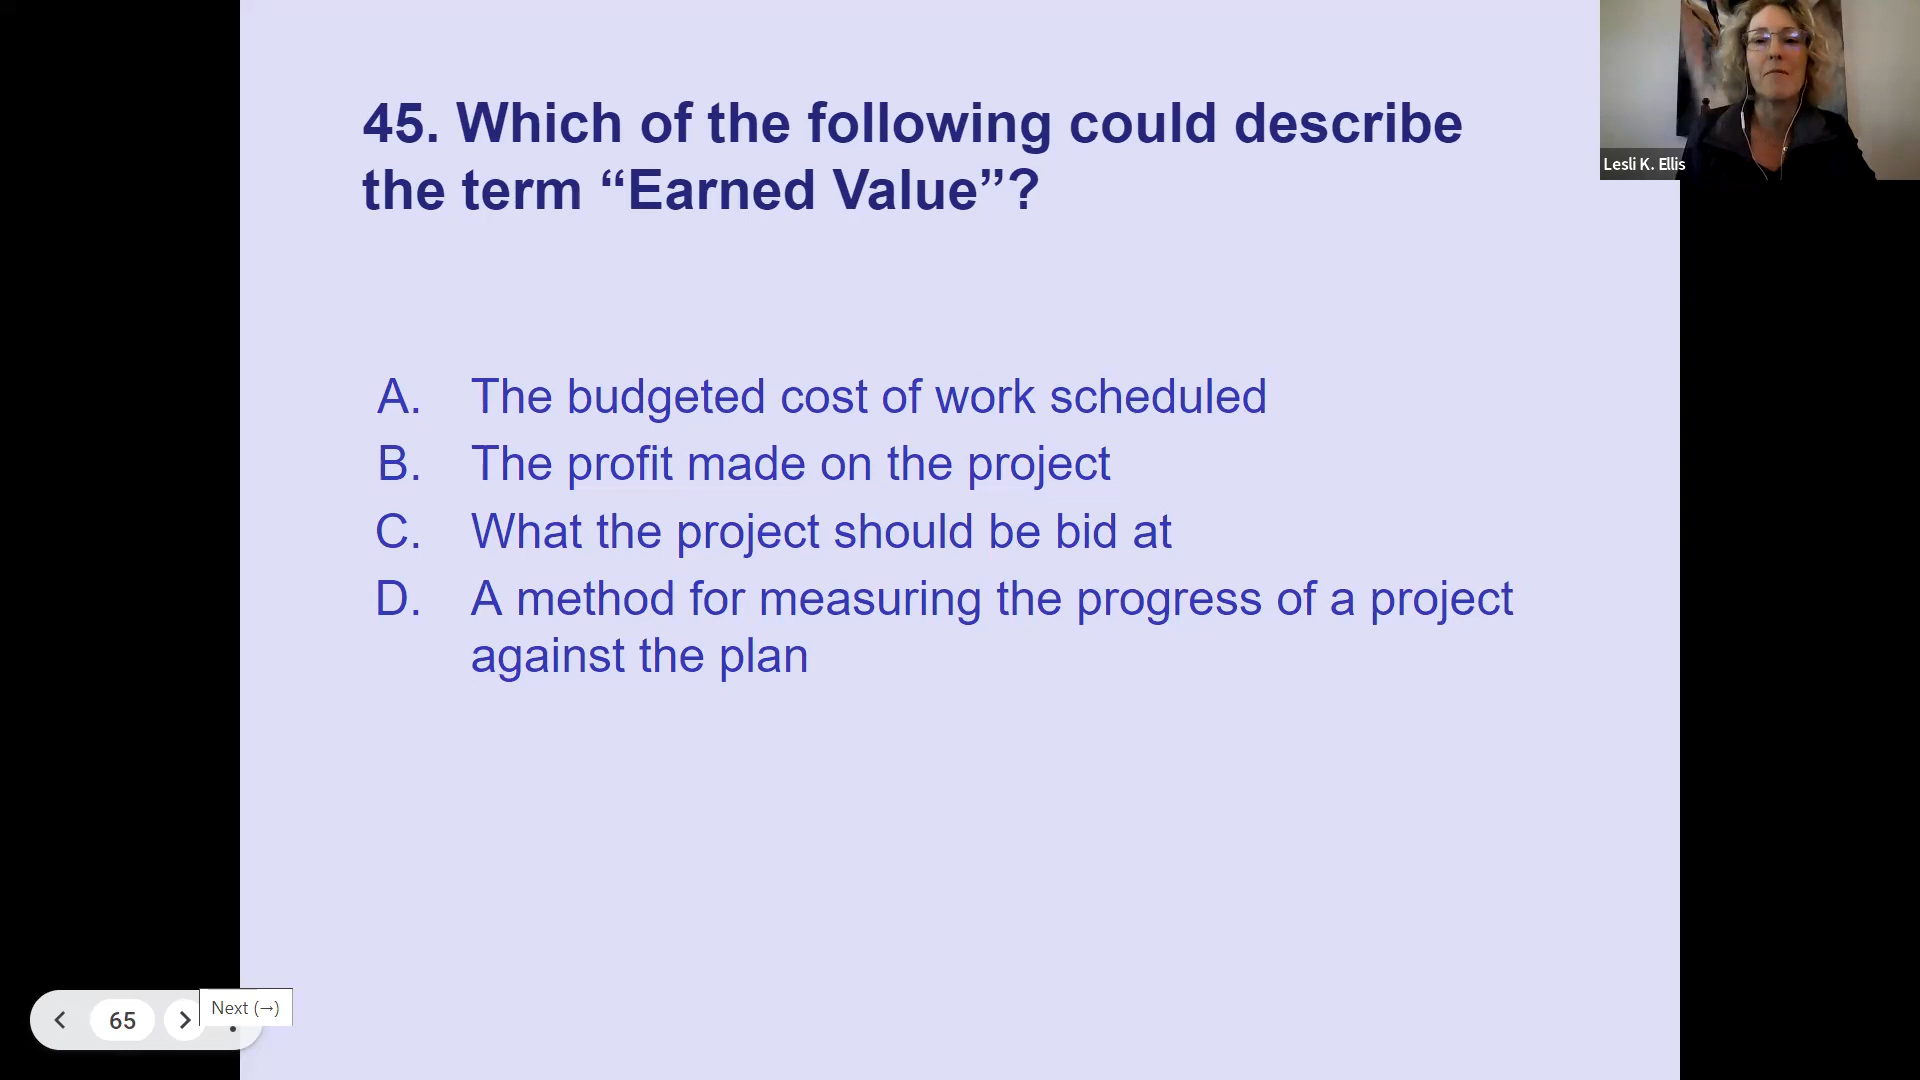 45. Which of the following could describe
the term “Earned Value”?
A. The budgeted cost of work scheduled
B. The profit made on the project
C. What the project should be bid at
D. A method for measuring the progress of a project
against the plan
Lesli K. Ellis
65
Next (→)